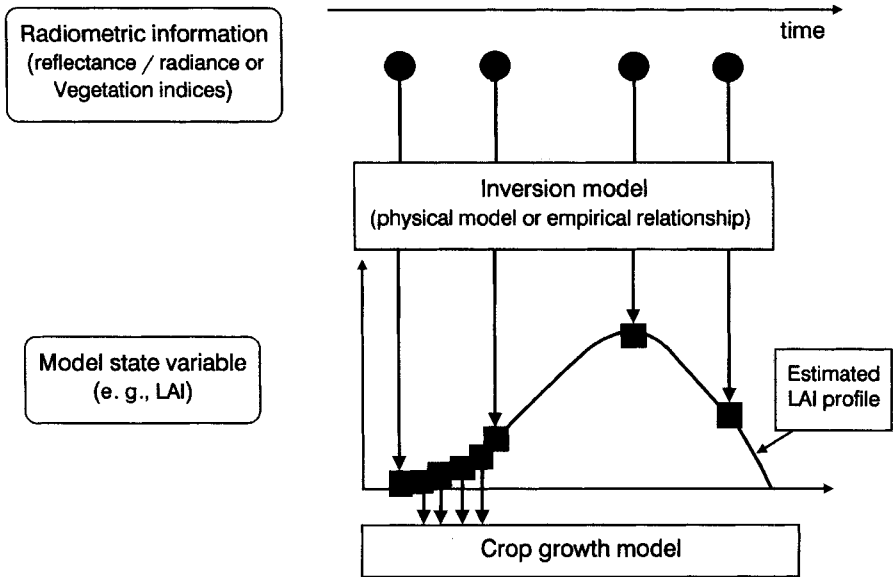 Radiometric information
(reflectance / radiance or
Vegetation indices)
time
Inversion model
(physical model or empirical relationship)
Model state variable
(e. g., LAI)
Estimated
LAI profile
Crop growth model